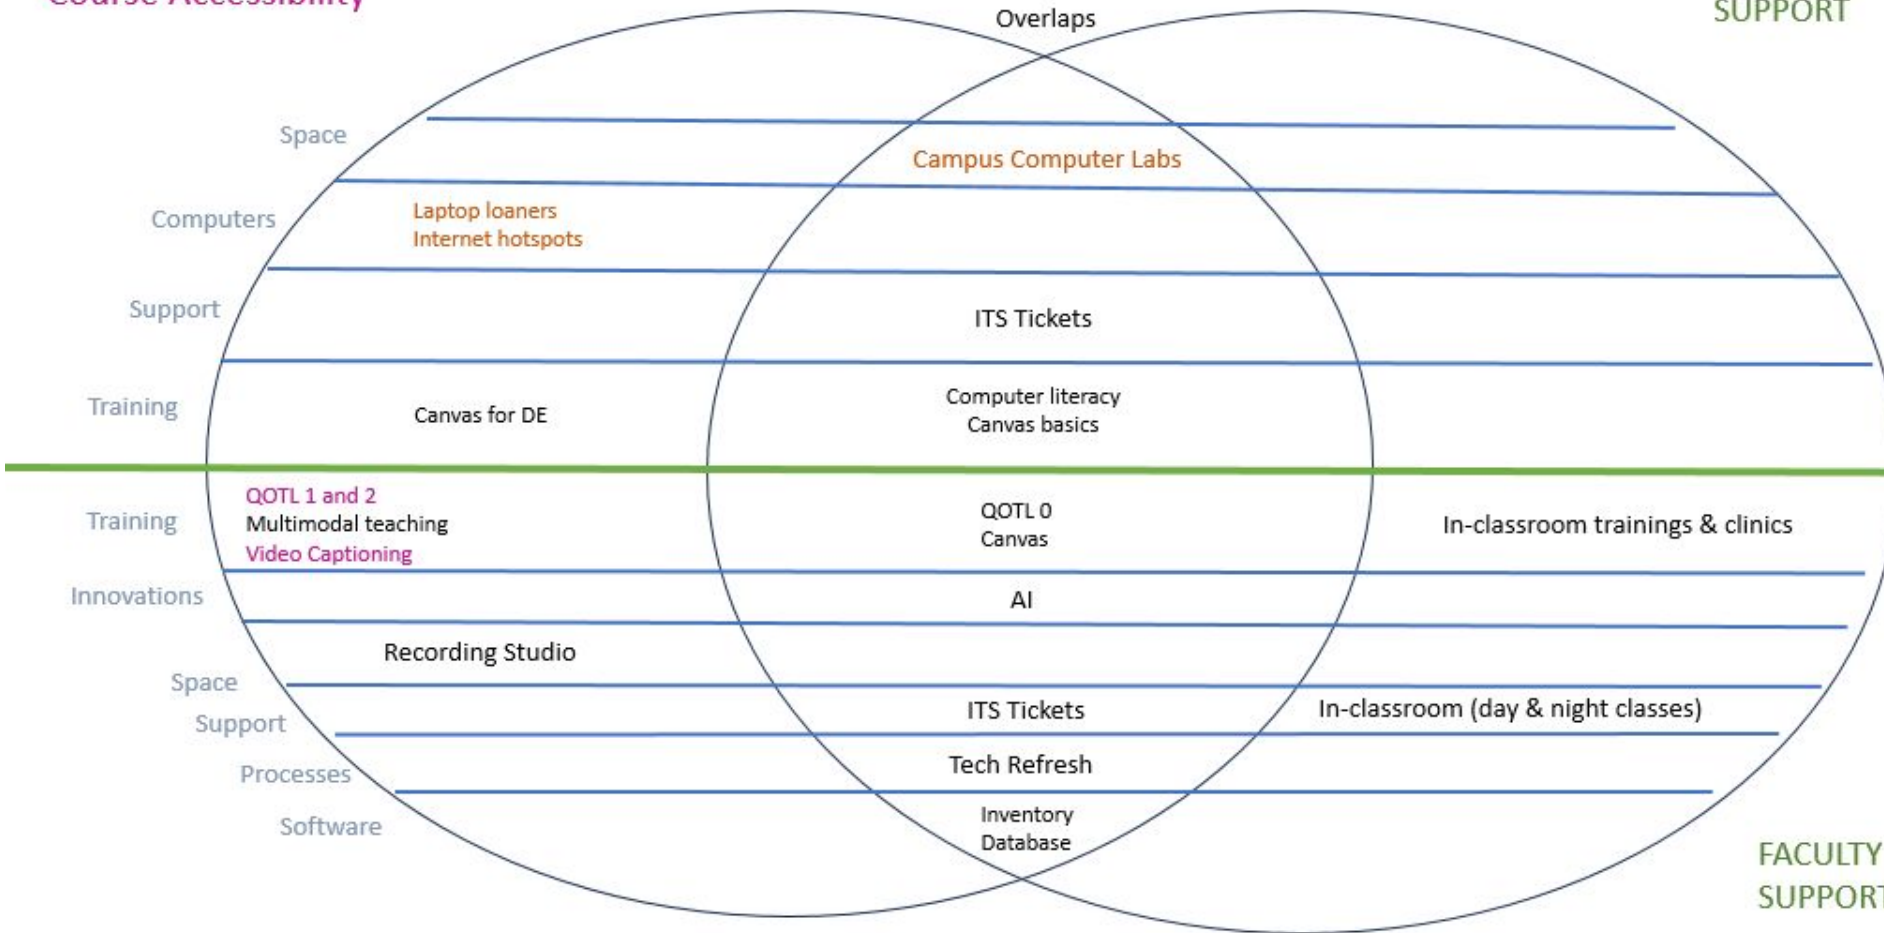 Course Accessibility
Overlaps
SUPPORT
Space
Campus Computer Labs
Computers
Laptop loaners
Internet hotspots
Support
ITS Tickets
Training
Canvas for DE
Computer literacy
Canvas basics
Training
QOTL 1 and 2
Multimodal teaching
Video Captioning
QOTL 0
Canvas
In-classroom trainings & clinics
Innovations
AI
Recording Studio
Space
Support
ITS Tickets
In-classroom (day & night classes)
Processes
Tech Refresh
Software
Inventory
Database
FACULTY
SUPPORT